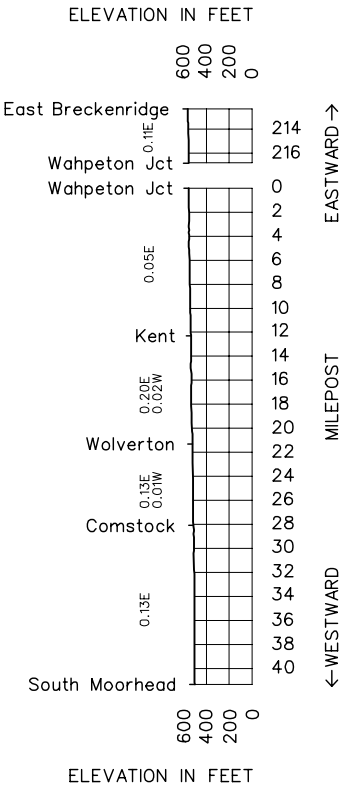 ELEVATION IN FEET
600 400 200 0
East Breckenridge
0.11E
214
216
Wahpeton Jct
EASTWARD →
Wahpeton Jct
0
2
4
0.05E
6
8
10
Kent
12
14
MILEPOST
0.20E
0.02W
16
18
20
Wolverton
22
24
0.13E
0.01W
26
Comstock
28
30
32
0.13E
34
36
38
40
← WESTWARD
South Moorhead
600 400 200 0
ELEVATION IN FEET